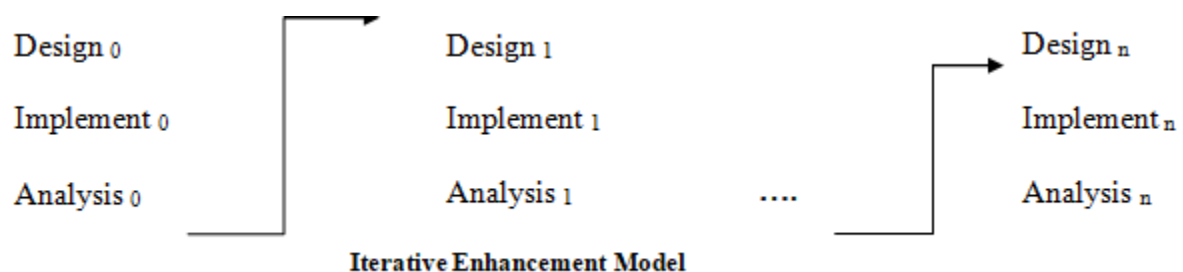 Design 0
Design 1
Design n
Implement 0
Implement 1
Implement n
Analysis 0
Analysis 1
....
Analysis n
Iterative Enhancement Model